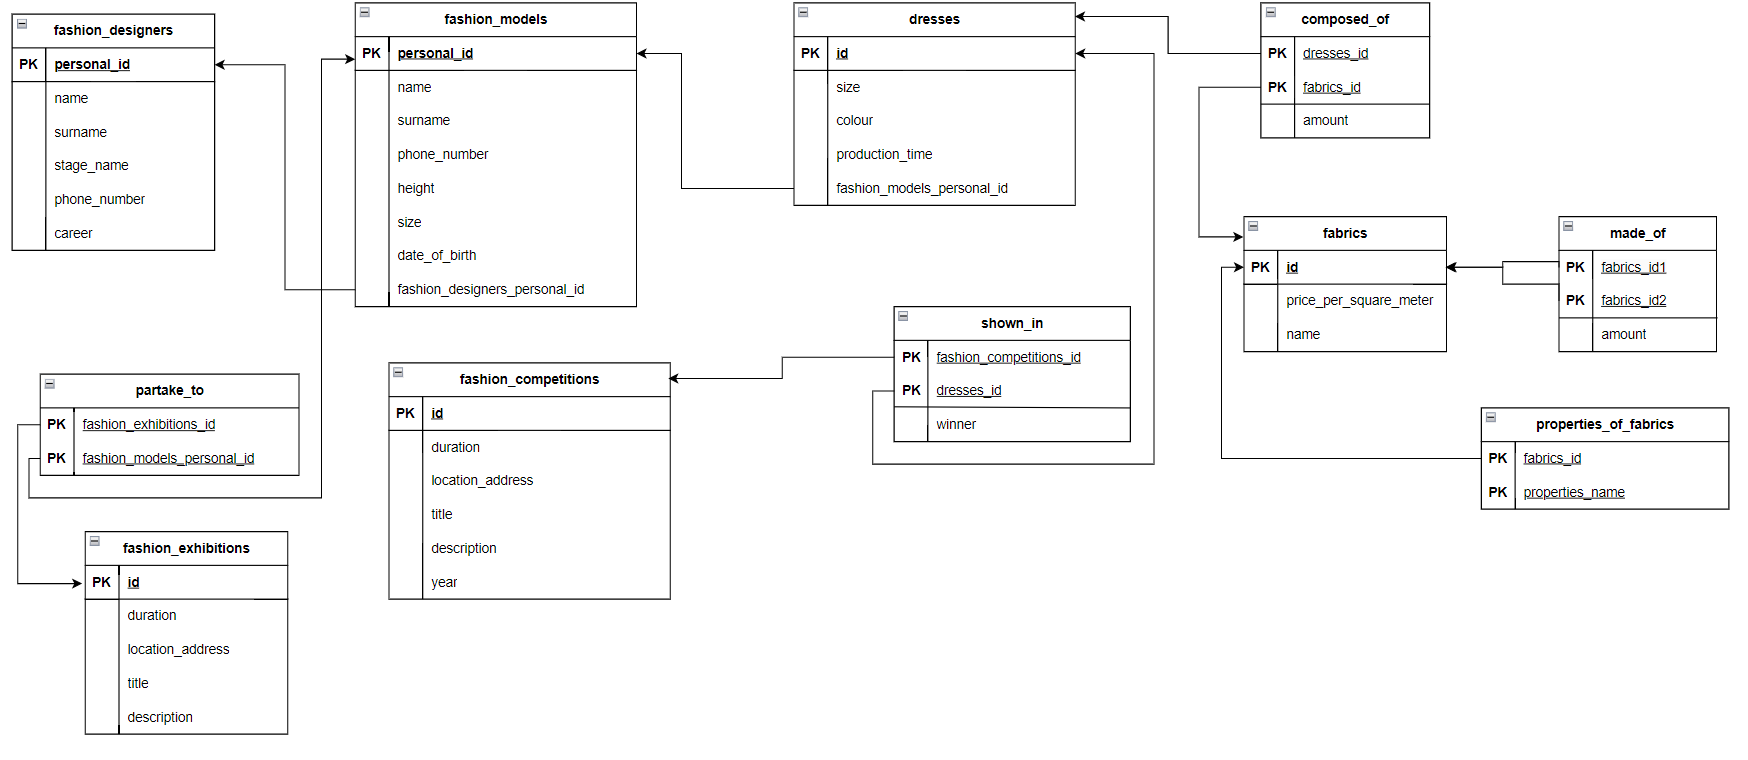 fashion_designers
PK personal_id
name
surname
stage_name
phone_number
career
fashion_models
PK personal_id
name
surname
phone_number
height
size
date_of_birth
fashion_designers_personal_id
dresses
PK id
size
colour
production_time
fashion_models_personal_id
composed_of
PK dresses_id
PK fabrics_id
amount
fabrics
PK id
price_per_square_meter
name
made_of
PK fabrics_id1
PK fabrics_id2
amount
shown_in
PK fashion_competitions_id
PK dresses_id
winner
fashion_competitions
PK id
duration
location_address
title
description
year
partake_to
PK fashion_exhibitions_id
PK fashion_models_personal_id
properties_of_fabrics
PK fabrics_id
PK properties_name
fashion_exhibitions
PK id
duration
location_address
title
description